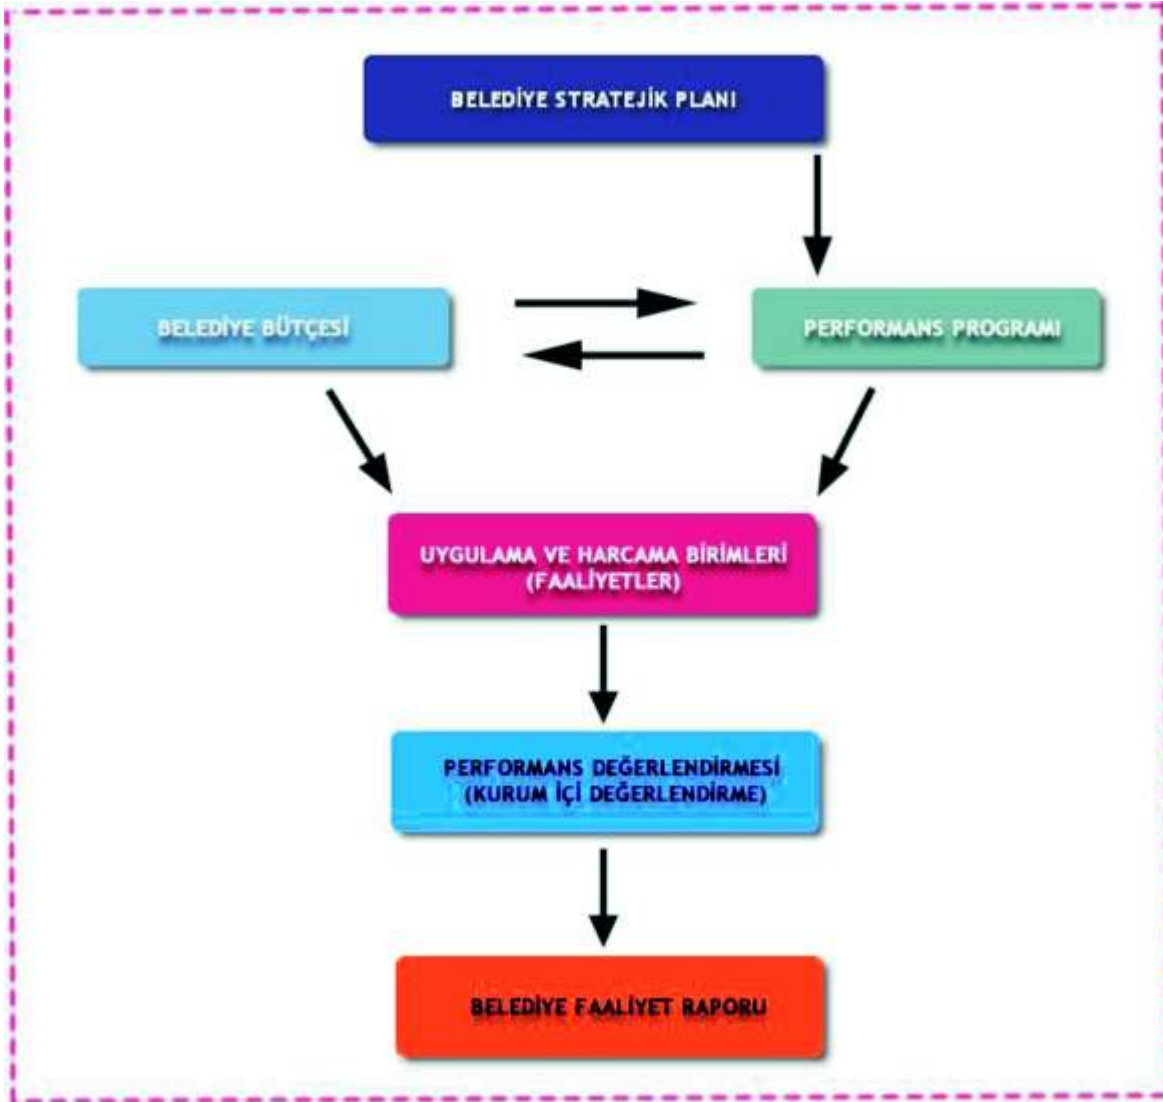 BELEDİYE STRATEJİK PLANI
BELEDİYE BÜTÇESİ
PERFORMANS PROGRAMI
UYGULAMA VE HARCAMA BİRİMLERİ
(FAALİYETLER)
PERFORMANS DEĞERLENDİRMESİ
(KURUM İÇİ DEĞERLENDİRME)
BELEDİYE FAALİYET RAPORU